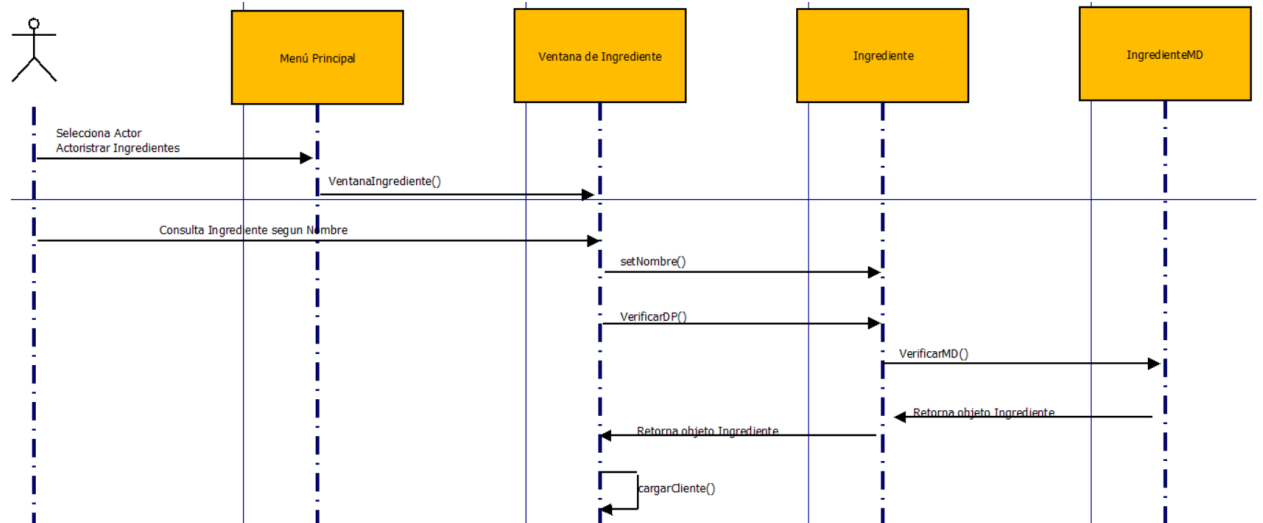 Menú Principal
Ventana de Ingrediente
Ingrediente
IngredienteMD
Selecciona Actor
Actoristrar Ingredientes
VentanaIngrediente()
Consulta Ingrediente segun Nombre
setNombre()
VerificarDP()
VerificarMD()
Retorna objeto Ingrediente
Retorna objeto Ingrediente
cargarCliente()